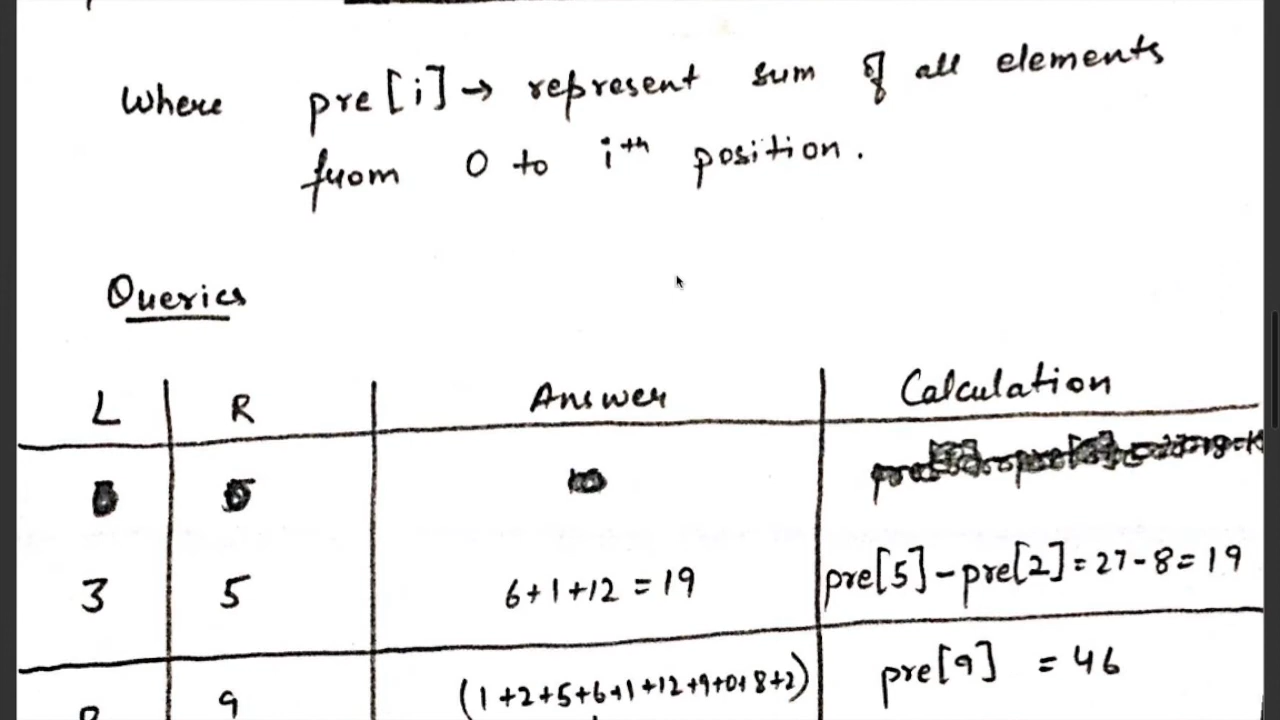 Where pre[i] → represent sum of all elements
from 0 to ith position.
Queries
L R Answer Calculation
3 5 6+1+12 = 19 pre[5]-pre[2]=27-8=19
9 (1+2+5+6+1+12+9+0+8+2) pre[9] = 46